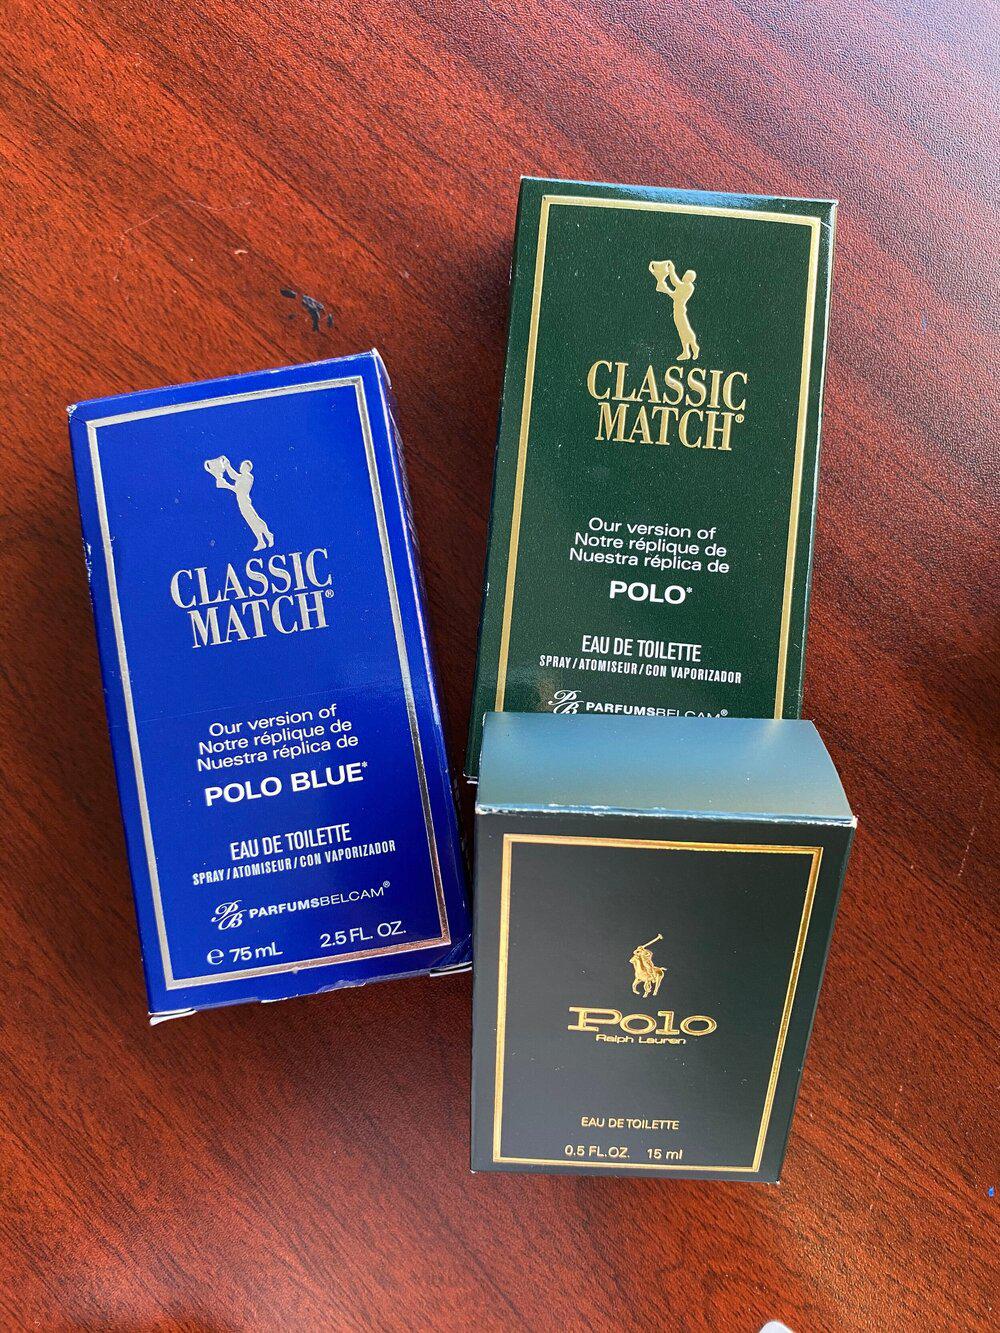 CLASSIC
MATCH®
Our version of
Notre réplique de
Nuestra réplica de
POLO BLUE*
EAU DE TOILETTE
SPRAY/ATOMISEUR/CON VAPORIZADOR
PB PARFUMSBELCAM®
℮ 75 mL 2.5 FL. OZ.
CLASSIC
MATCH®
Our version of
Notre réplique de
Nuestra réplica de
POLO*
EAU DE TOILETTE
SPRAY/ATOMISEUR/CON VAPORIZADOR
PB PARFUMSBELCAM®
Polo
Ralph Lauren
EAU DE TOILETTE
0.5 FL.OZ. 15 ml